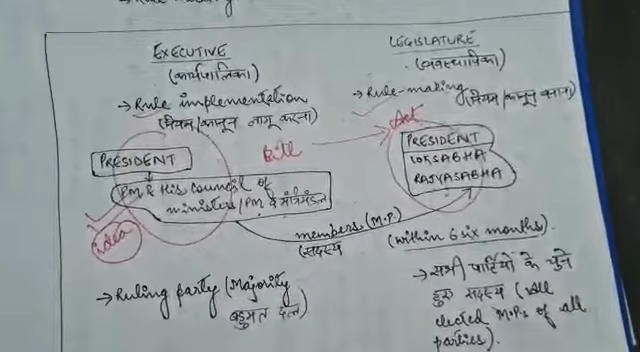 EXECUTIVE
(कार्यपालिका)
→ Rule implementation
(नियम/कानून लागू करना)
PRESIDENT
PM & His Council of
ministers/PM व मंत्रिमंडल
idea
Bill
→ Ruling party (Majority
बहुमत दल)
LEGISLATURE
(व्यवस्थापिका)
→ Rule-making
(नियम/कानून बनाना)
Act
PRESIDENT
LOKSABHA
RAJYASABHA
members (M.P.)
(सदस्य
(within 6 six months).
→ सभी पार्टियों के चुने
हुए सदस्य (All
elected M.P.s of all
parties).